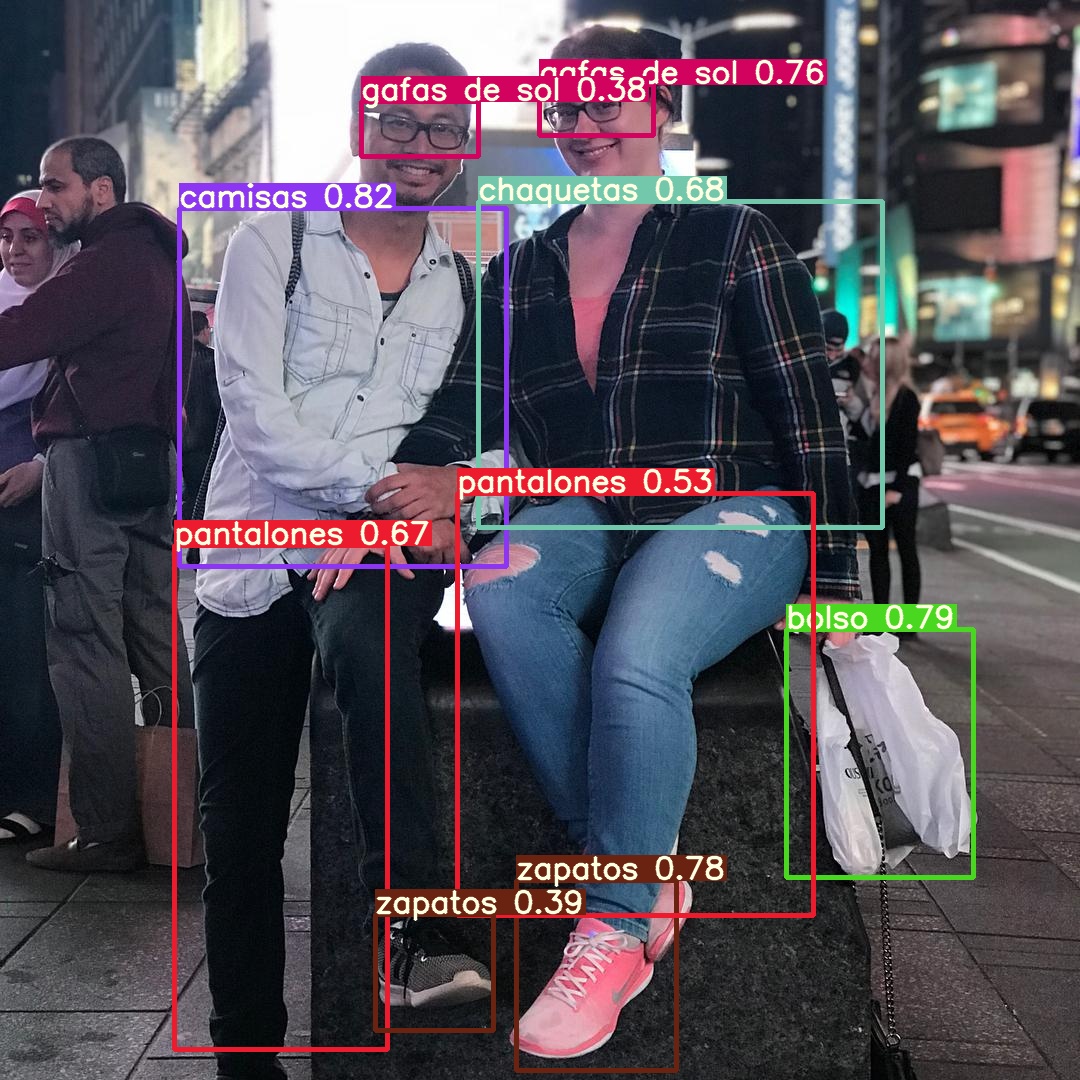 gafas de sol 0.76
gafas de sol 0.38
camisas 0.82
chaquetas 0.68
pantalones 0.53
pantalones 0.67
bolso 0.79
zapatos 0.78
zapatos 0.39